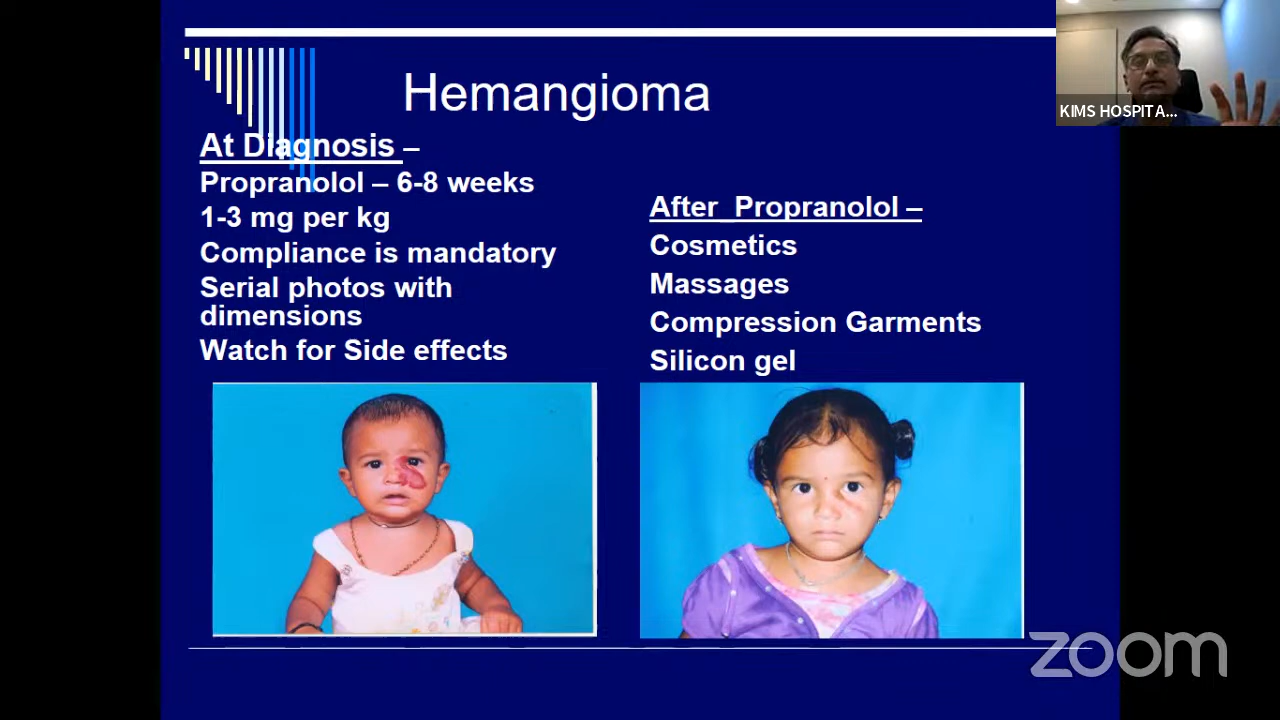 Hemangioma
At Diagnosis –
Propranolol – 6-8 weeks
1-3 mg per kg
Compliance is mandatory
Serial photos with
dimensions
Watch for Side effects
After Propranolol –
Cosmetics
Massages
Compression Garments
Silicon gel
KIMS HOSPITA...
zoom